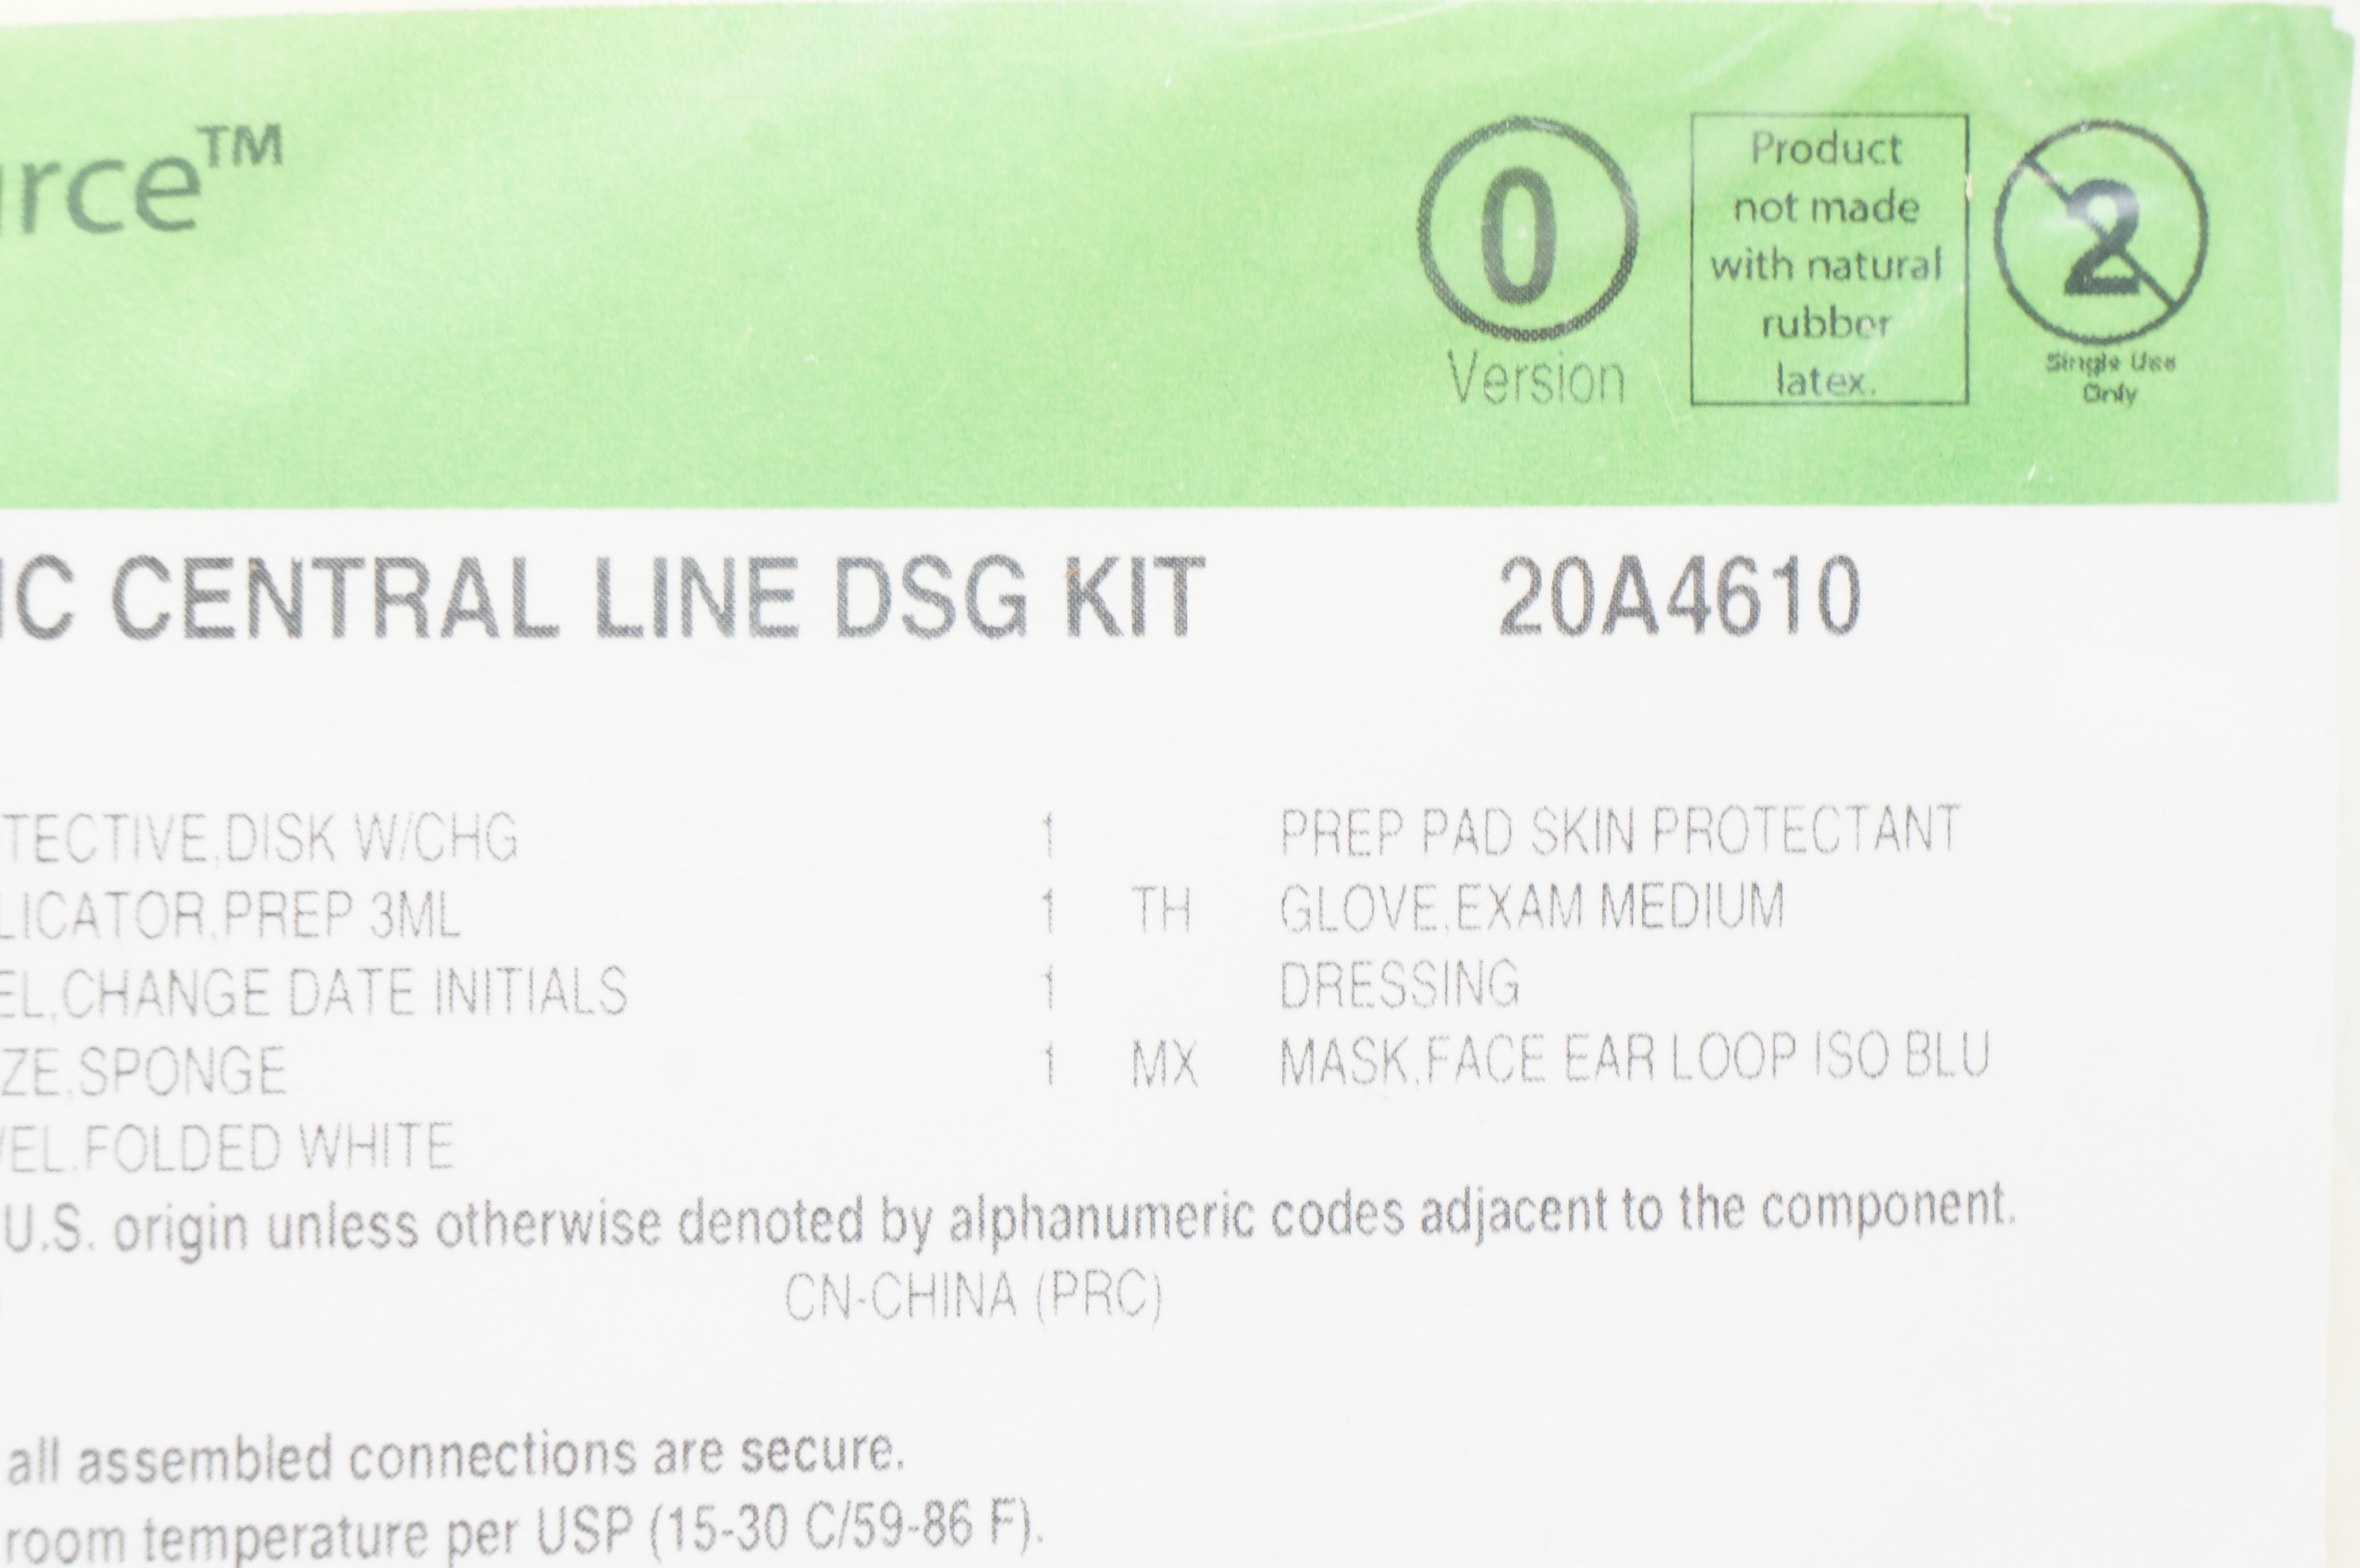 urce™
0
Version
Product
not made
with natural
rubber
latex.
2
Single Use
Only
IC CENTRAL LINE DSG KIT 20A4610
TECTIVE,DISK W/CHG 1 PREP PAD SKIN PROTECTANT
LICATOR,PREP 3ML 1 TH GLOVE,EXAM MEDIUM
EL,CHANGE DATE INITIALS 1 DRESSING
ZE,SPONGE 1 MX MASK,FACE EAR LOOP ISO BLU
VEL,FOLDED WHITE
U.S. origin unless otherwise denoted by alphanumeric codes adjacent to the component.
CN-CHINA (PRC)
all assembled connections are secure.
room temperature per USP (15-30 C/59-86 F).